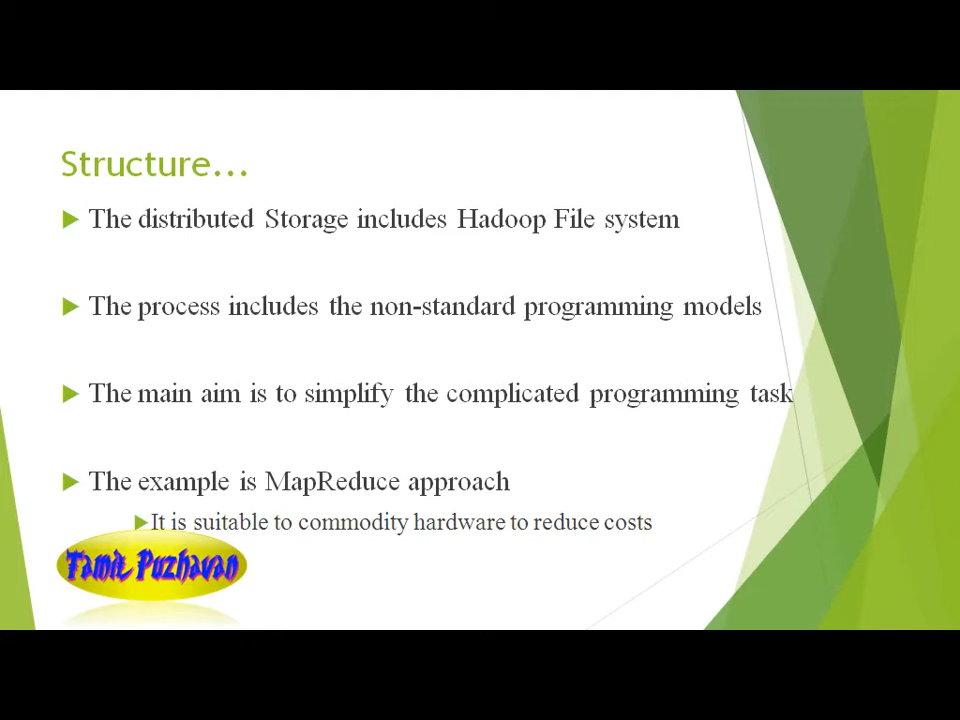 Structure...
The distributed Storage includes Hadoop File system
The process includes the non-standard programming models
The main aim is to simplify the complicated programming task
The example is MapReduce approach
It is suitable to commodity hardware to reduce costs
Tamil Puzhavan